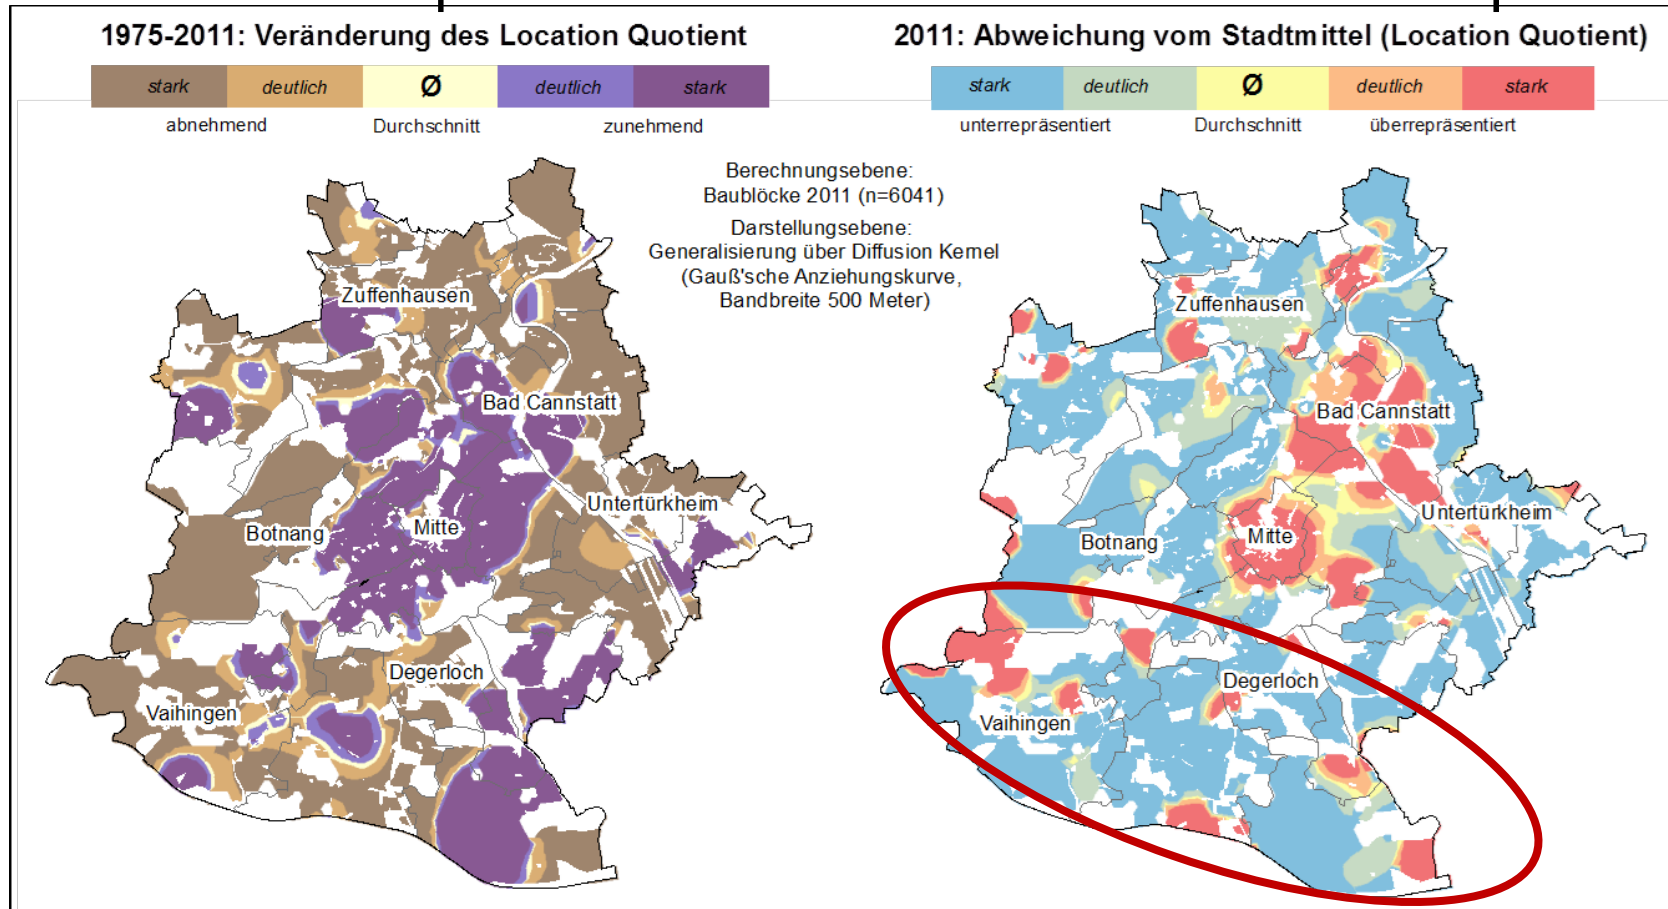 1975-2011: Veränderung des Location Quotient
stark deutlich Ø deutlich stark
abnehmend Durchschnitt zunehmend
2011: Abweichung vom Stadtmittel (Location Quotient)
stark deutlich Ø deutlich stark
unterrepräsentiert Durchschnitt überrepräsentiert
Berechnungsebene:
Baublöcke 2011 (n=6041)
Darstellungsebene:
Generalisierung über Diffusion Kernel
(Gauß'sche Anziehungskurve,
Bandbreite 500 Meter)
Zuffenhausen
Bad Cannstatt
Untertürkheim
Botnang
Mitte
Degerloch
Vaihingen
Zuffenhausen
Bad Cannstatt
Untertürkheim
Botnang
Mitte
Degerloch
Vaihingen